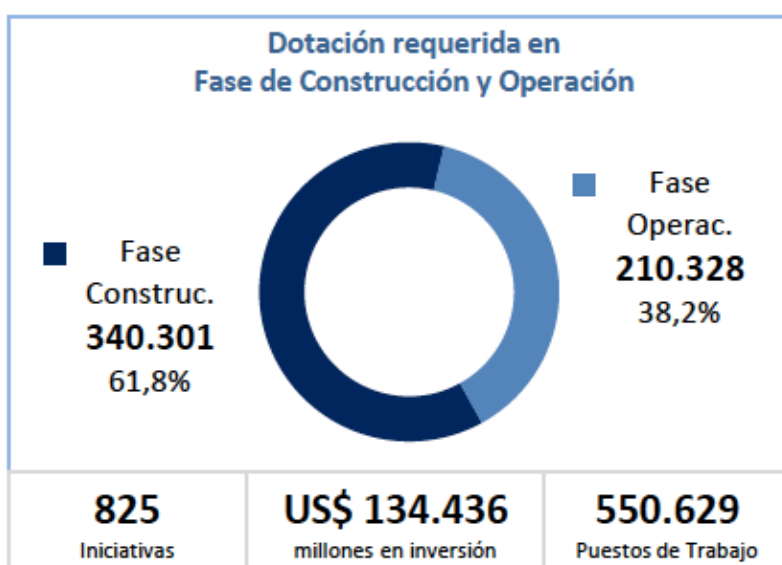 Dotación requerida en
Fase de Construcción y Operación
Fase
Construc.
340.301
61,8%
Fase
Operac.
210.328
38,2%
825
Iniciativas
US$ 134.436
millones en inversión
550.629
Puestos de Trabajo